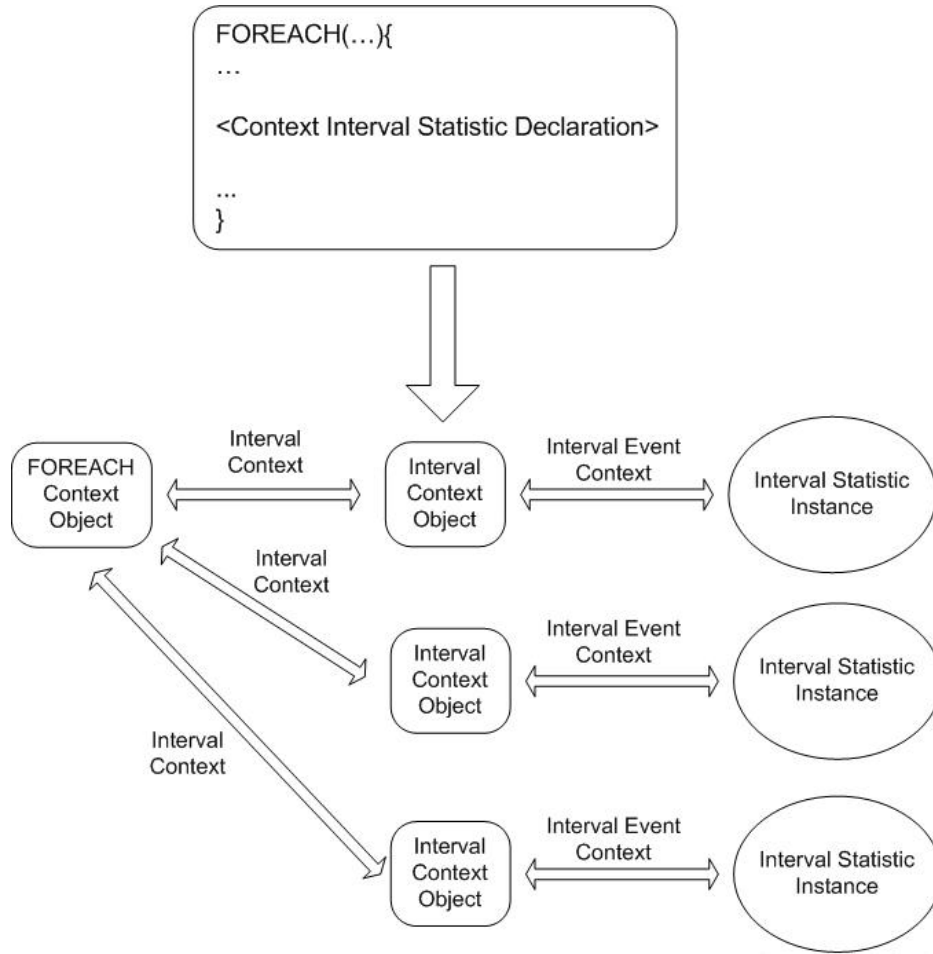 FOREACH(...){
...
<Context Interval Statistic Declaration>
...
}
FOREACH
Context
Object
Interval
Context
Interval
Context
Object
Interval Event
Context
Interval Statistic
Instance
Interval
Context
Interval
Context
Object
Interval Event
Context
Interval Statistic
Instance
Interval
Context
Interval
Context
Object
Interval Event
Context
Interval Statistic
Instance